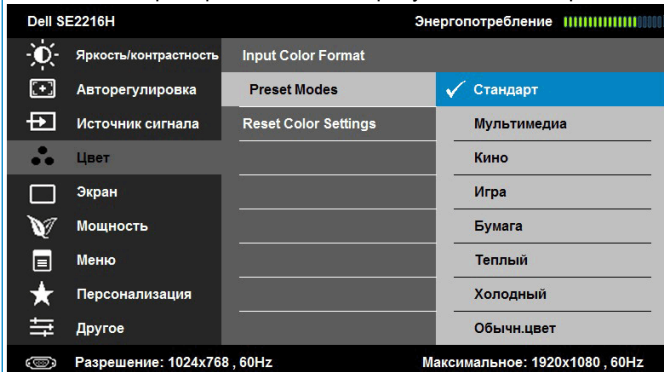 Dell SE2216H Энергопотребление
Яркость/контрастность Input Color Format
Авторегулировка Preset Modes Стандарт
Источник сигнала Reset Color Settings Мультимедиа
Цвет Кино
Экран Игра
Мощность Бумага
Меню Теплый
Персонализация Холодный
Другое Обычн.цвет
Разрешение: 1024x768 , 60Hz Максимальное: 1920x1080 , 60Hz